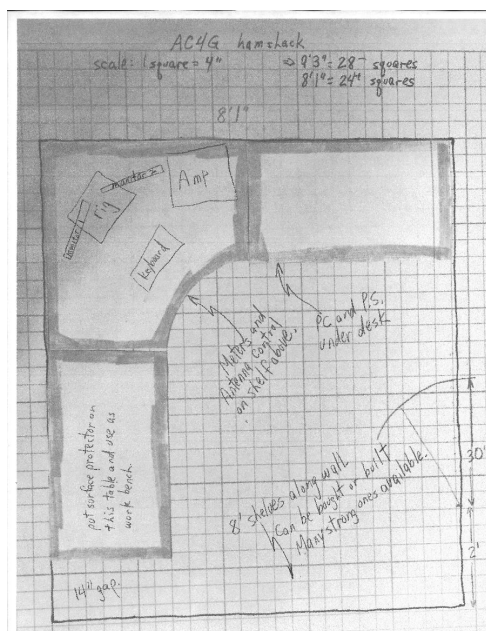 AC4G hamshack
scale: 1 square = 4" ⇒ 9'3" = 28⁻ squares
8'1" = 24⁺ squares
8'1"
monitor 2
Amp
rig
monitor 1
keyboard
Meters and
Antenna Control
on shelf above.
PC and P.S.
under desk
put surface protector on
this table and use as
work bench.
8' shelves along wall
Can be bought or built
Many strong ones available.
30"
2'
14" gap.